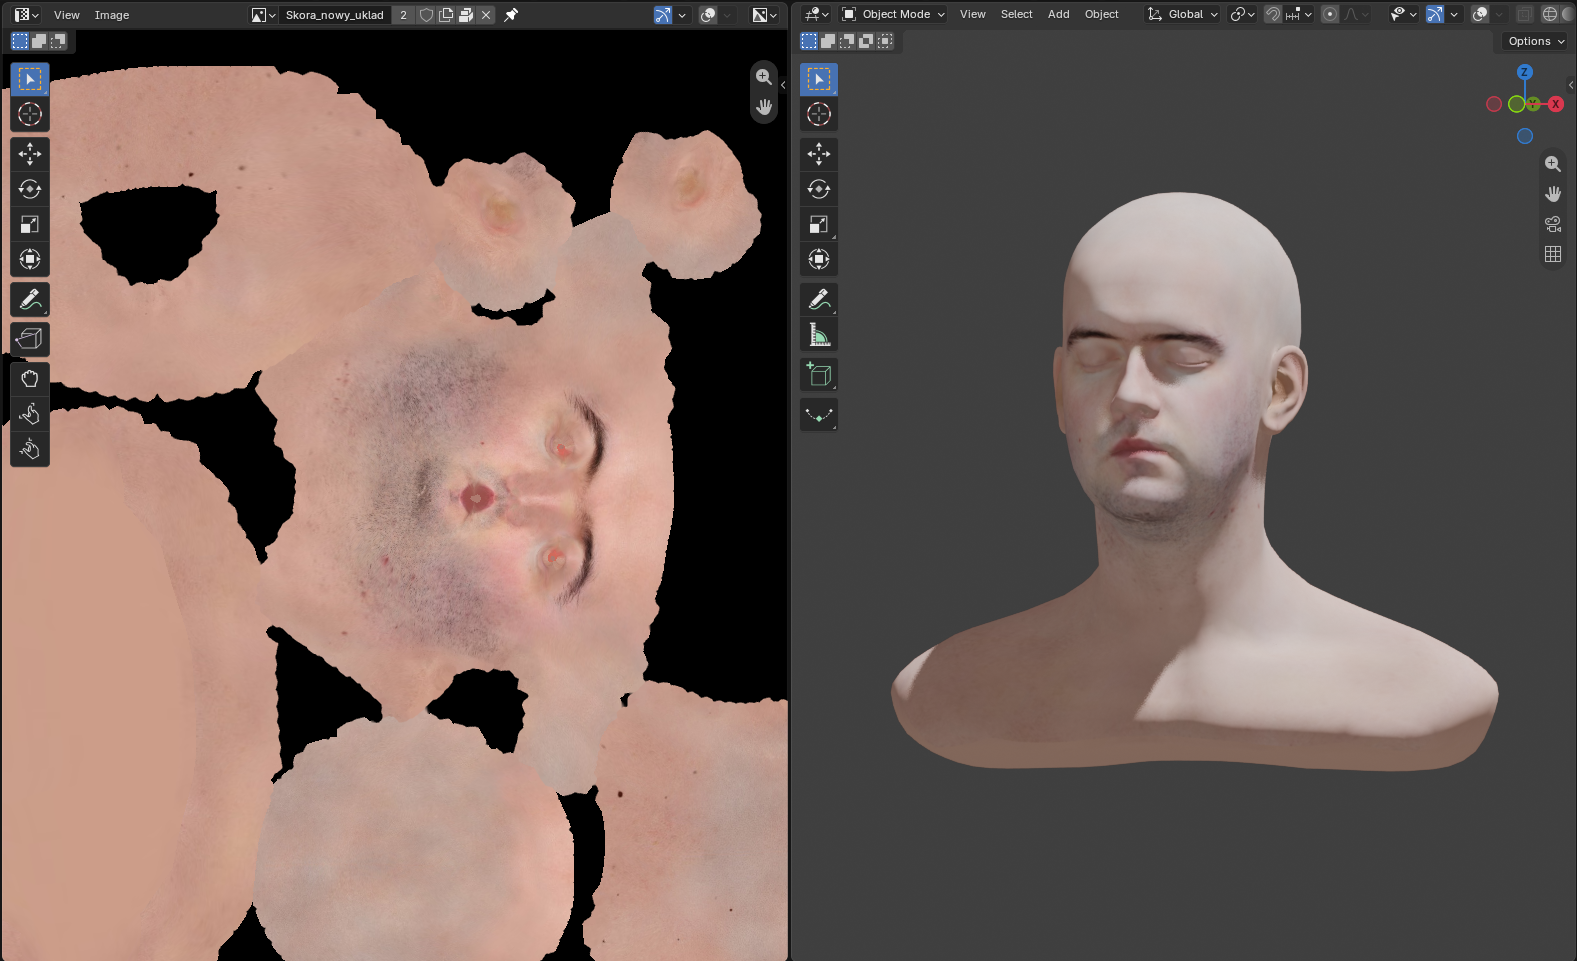 View Image Skora_nowy_uklad 2
Object Mode View Select Add Object Global
Options
Z
Y
X